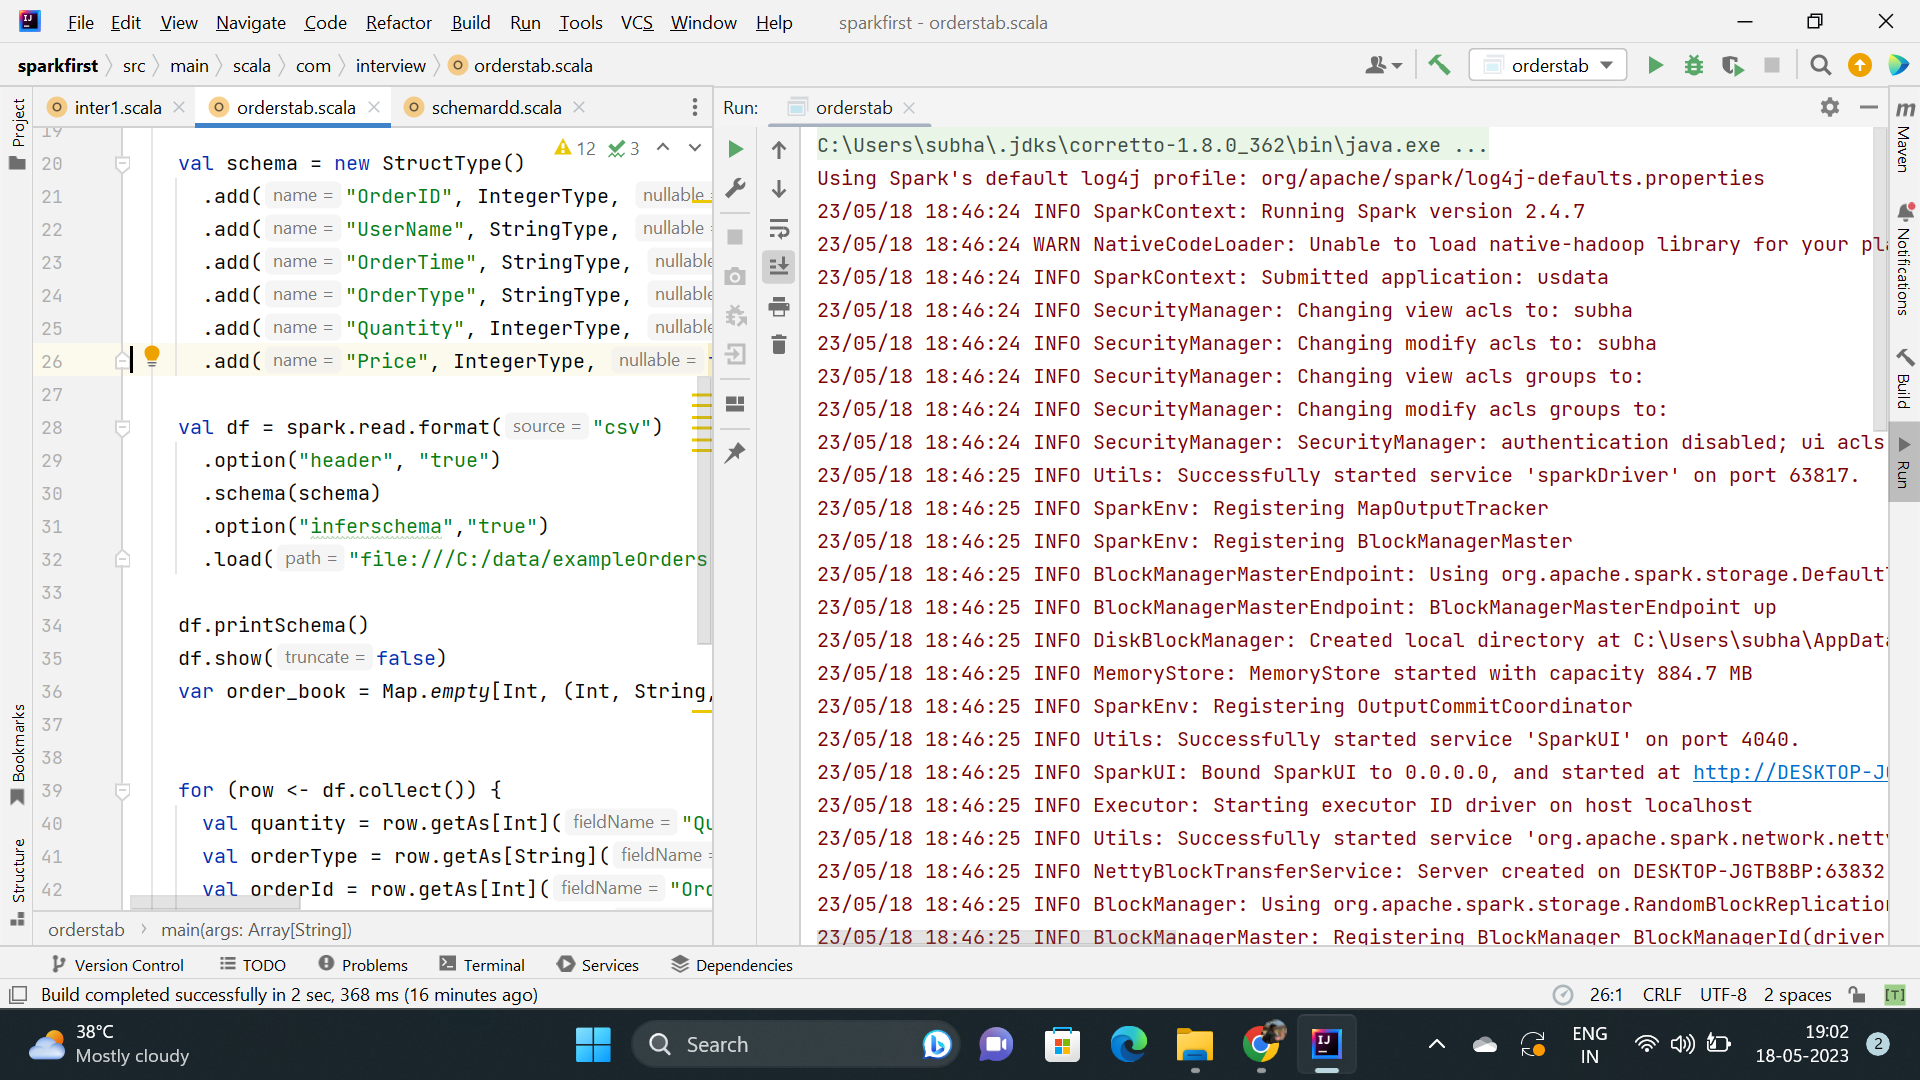 File Edit View Navigate Code Refactor Build Run Tools VCS Window Help sparkfirst - orderstab.scala
sparkfirst src main scala com interview orderstab.scala orderstab
inter1.scala orderstab.scala schemardd.scala Run: orderstab
Project
Bookmarks
Structure
19
12 3
20 val schema = new StructType()
21 .add( name = "OrderID", IntegerType, nullable =
22 .add( name = "UserName", StringType, nullable
23 .add( name = "OrderTime", StringType, nullable
24 .add( name = "OrderType", StringType, nullable
25 .add( name = "Quantity", IntegerType, nullable
26 .add( name = "Price", IntegerType, nullable =
27
28 val df = spark.read.format( source = "csv")
29 .option("header", "true")
30 .schema(schema)
31 .option("inferschema","true")
32 .load( path = "file:///C:/data/exampleOrders
33
34 df.printSchema()
35 df.show( truncate = false)
36 var order_book = Map.empty[Int, (Int, String,
37
38
39 for (row <- df.collect()) {
40 val quantity = row.getAs[Int]( fieldName = "Qu
41 val orderType = row.getAs[String]( fieldName =
42 val orderId = row.getAs[Int]( fieldName = "Ord
orderstab main(args: Array[String])
C:\Users\subha\.jdks\corretto-1.8.0_362\bin\java.exe ...
Using Spark's default log4j profile: org/apache/spark/log4j-defaults.properties
23/05/18 18:46:24 INFO SparkContext: Running Spark version 2.4.7
23/05/18 18:46:24 WARN NativeCodeLoader: Unable to load native-hadoop library for your pla
23/05/18 18:46:24 INFO SparkContext: Submitted application: usdata
23/05/18 18:46:24 INFO SecurityManager: Changing view acls to: subha
23/05/18 18:46:24 INFO SecurityManager: Changing modify acls to: subha
23/05/18 18:46:24 INFO SecurityManager: Changing view acls groups to:
23/05/18 18:46:24 INFO SecurityManager: Changing modify acls groups to:
23/05/18 18:46:24 INFO SecurityManager: SecurityManager: authentication disabled; ui acls
23/05/18 18:46:25 INFO Utils: Successfully started service 'sparkDriver' on port 63817.
23/05/18 18:46:25 INFO SparkEnv: Registering MapOutputTracker
23/05/18 18:46:25 INFO SparkEnv: Registering BlockManagerMaster
23/05/18 18:46:25 INFO BlockManagerMasterEndpoint: Using org.apache.spark.storage.DefaultT
23/05/18 18:46:25 INFO BlockManagerMasterEndpoint: BlockManagerMasterEndpoint up
23/05/18 18:46:25 INFO DiskBlockManager: Created local directory at C:\Users\subha\AppData
23/05/18 18:46:25 INFO MemoryStore: MemoryStore started with capacity 884.7 MB
23/05/18 18:46:25 INFO SparkEnv: Registering OutputCommitCoordinator
23/05/18 18:46:25 INFO Utils: Successfully started service 'SparkUI' on port 4040.
23/05/18 18:46:25 INFO SparkUI: Bound SparkUI to 0.0.0.0, and started at http://DESKTOP-JG
23/05/18 18:46:25 INFO Executor: Starting executor ID driver on host localhost
23/05/18 18:46:25 INFO Utils: Successfully started service 'org.apache.spark.network.netty
23/05/18 18:46:25 INFO NettyBlockTransferService: Server created on DESKTOP-JGTB8BP:63832
23/05/18 18:46:25 INFO BlockManager: Using org.apache.spark.storage.RandomBlockReplication
23/05/18 18:46:25 INFO BlockManagerMaster: Registering BlockManager BlockManagerId(driver
Maven
Notifications
Build
Run
Version Control TODO Problems Terminal Services Dependencies
Build completed successfully in 2 sec, 368 ms (16 minutes ago) 26:1 CRLF UTF-8 2 spaces [T]
38°C
Mostly cloudy
Search
ENG
IN
19:02
18-05-2023
2